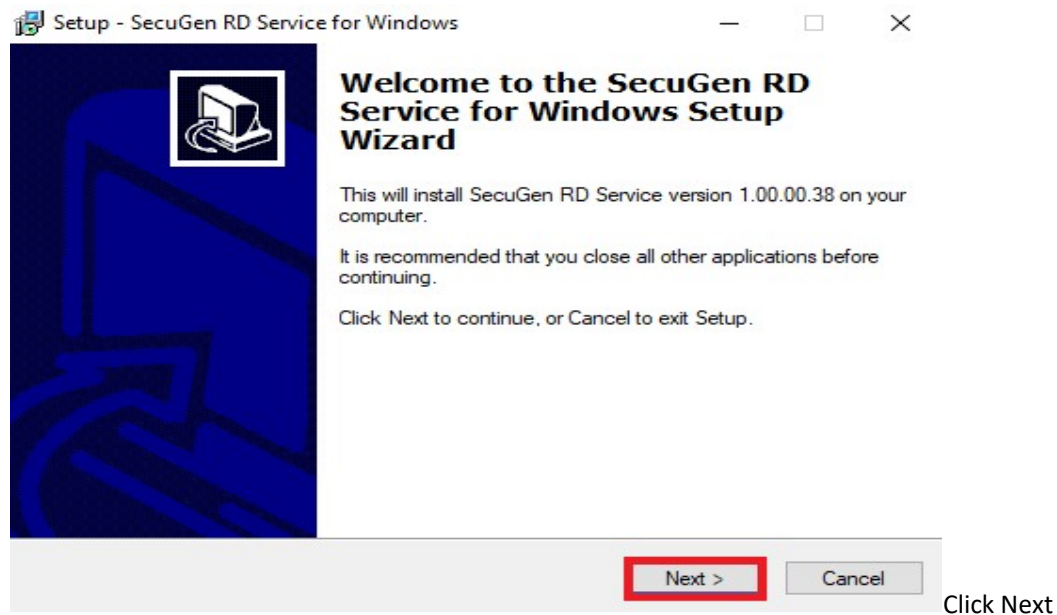 Setup - SecuGen RD Service for Windows
Welcome to the SecuGen RD
Service for Windows Setup
Wizard
This will install SecuGen RD Service version 1.00.00.38 on your
computer.
It is recommended that you close all other applications before
continuing.
Click Next to continue, or Cancel to exit Setup.
Next >
Cancel
Click Next